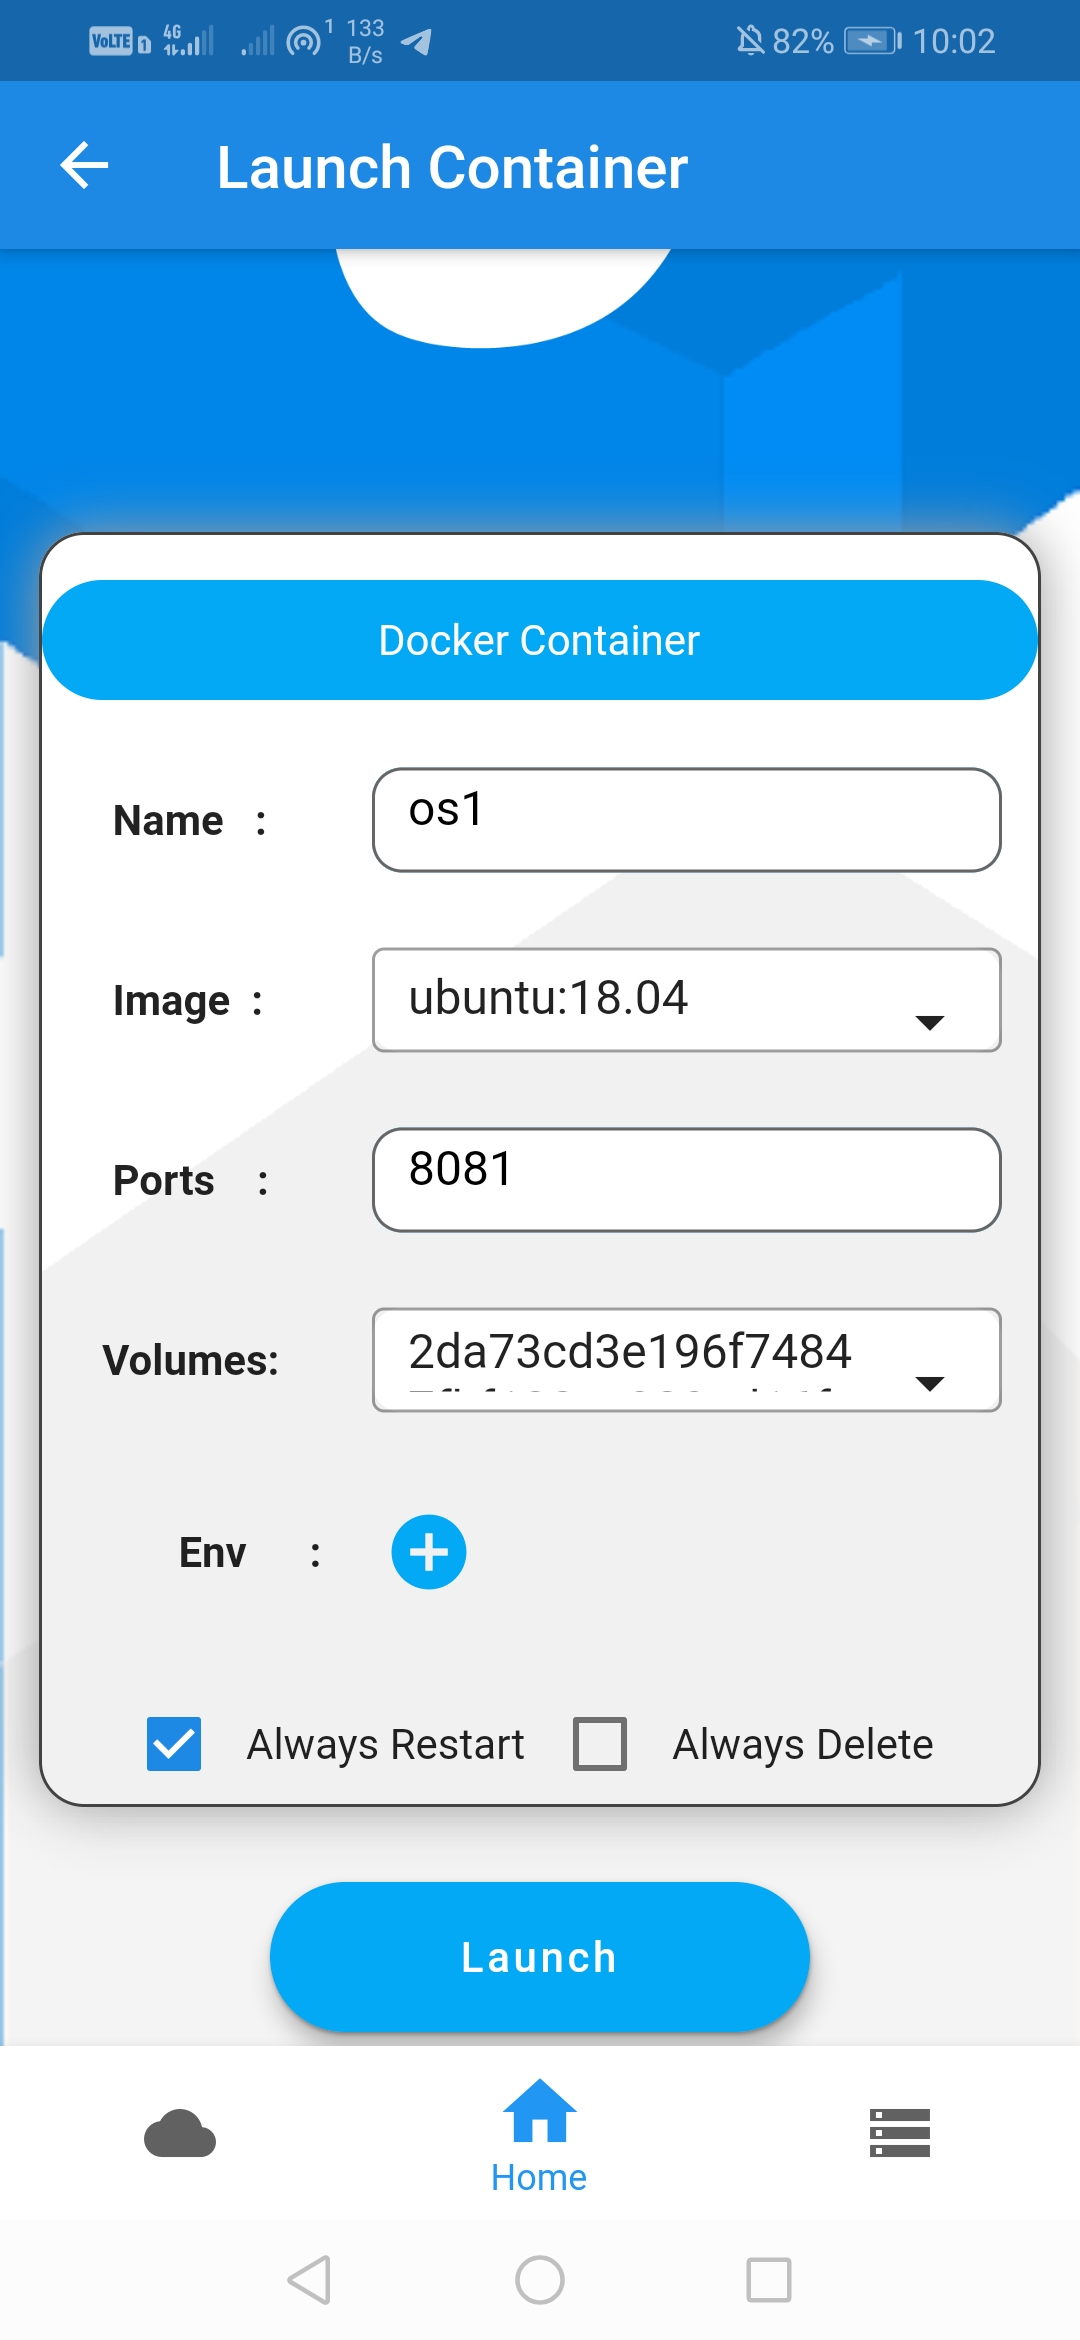 VoLTE 1 4G 1 133 B/s 82% 10:02
Launch Container
Docker Container
Name : os1
Image : ubuntu:18.04
Ports : 8081
Volumes: 2da73cd3e196f7484
Env :
Always Restart Always Delete
Launch
Home